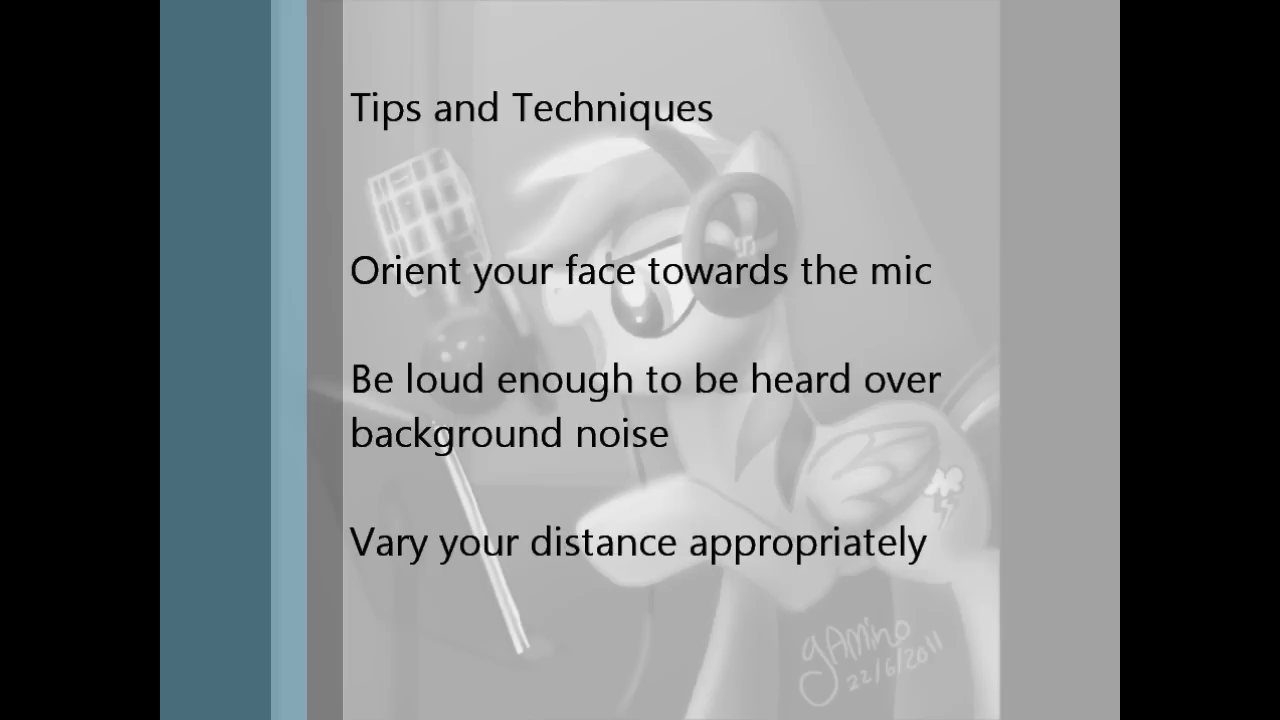 Tips and Techniques
Orient your face towards the mic
Be loud enough to be heard over
background noise
Vary your distance appropriately
gAMinO
22/6/2011